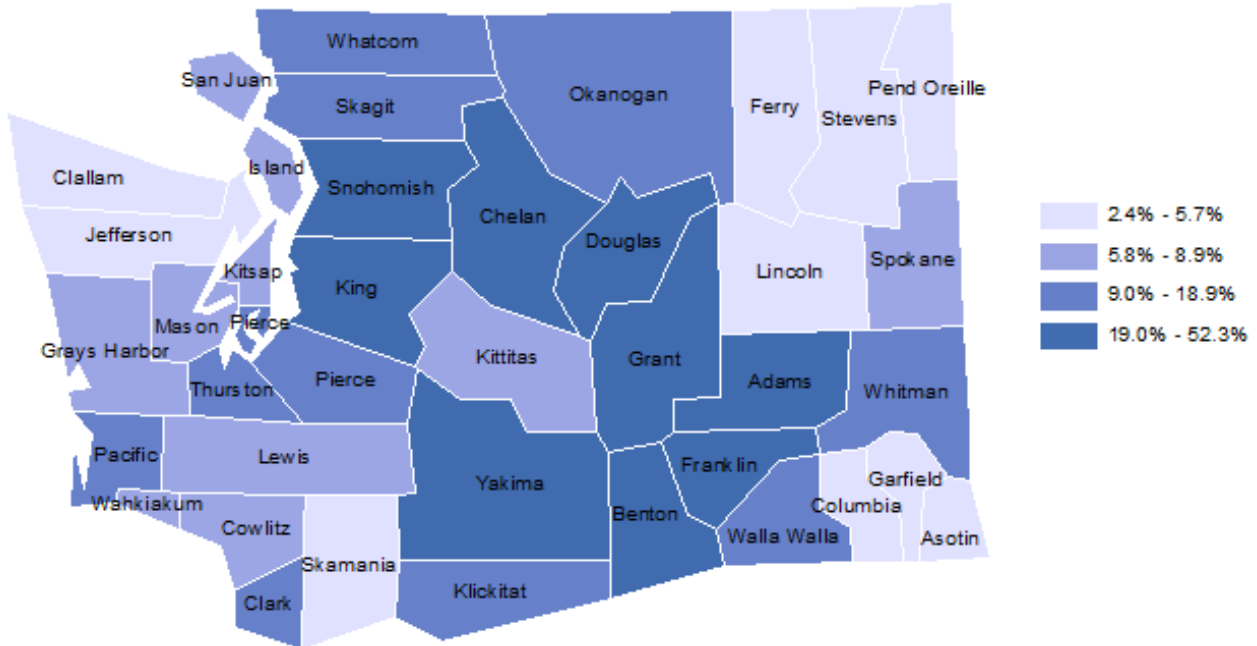 Whatcom
San Juan
Skagit
Okanogan
Ferry
Stevens
Pend Oreille
Clallam
Island
Snohomish
Chelan
Jefferson
Douglas
Kitsap
King
Lincoln
Spokane
2.4% - 5.7%
5.8% - 8.9%
9.0% - 18.9%
19.0% - 52.3%
Mason
Pierce
Grays Harbor
Kittitas
Grant
Thurston
Pierce
Adams
Whitman
Pacific
Lewis
Yakima
Franklin
Garfield
Wahkiakum
Cowlitz
Benton
Columbia
Walla Walla
Asotin
Skamania
Clark
Klickitat